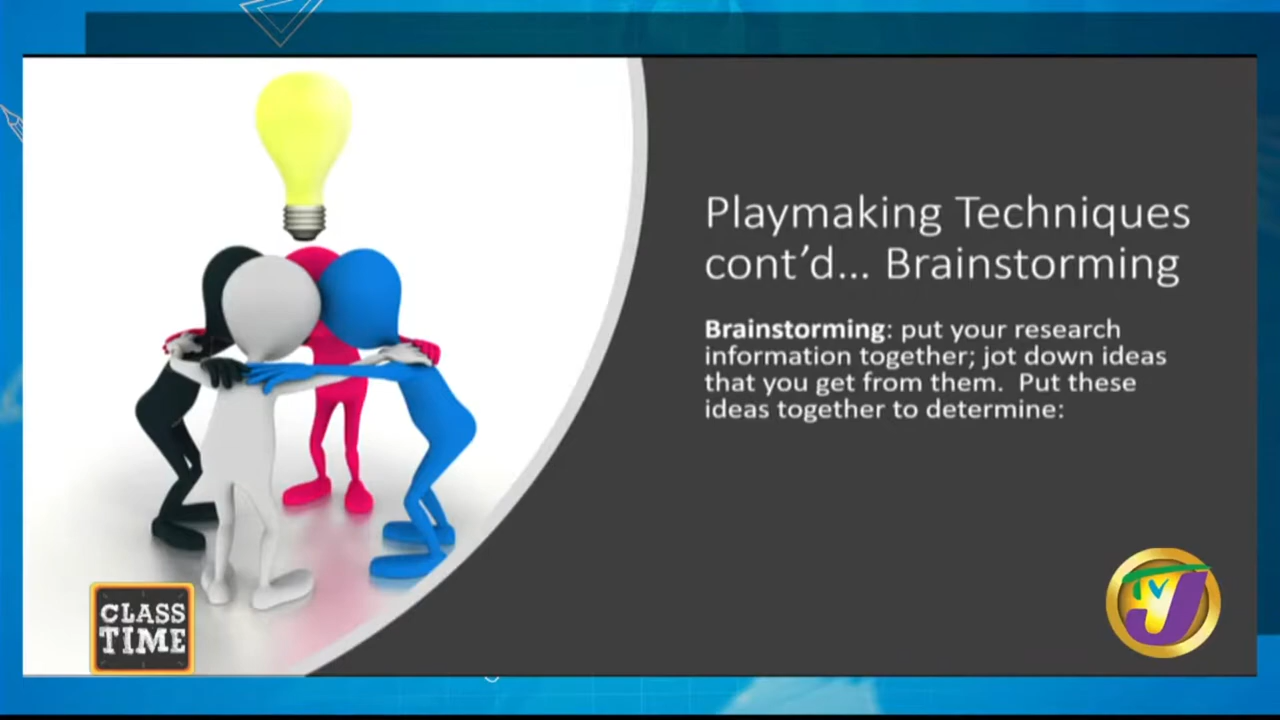 Playmaking Techniques
cont’d... Brainstorming
Brainstorming: put your research
information together; jot down ideas
that you get from them.  Put these
ideas together to determine:
CLASS
TIME
TVJ